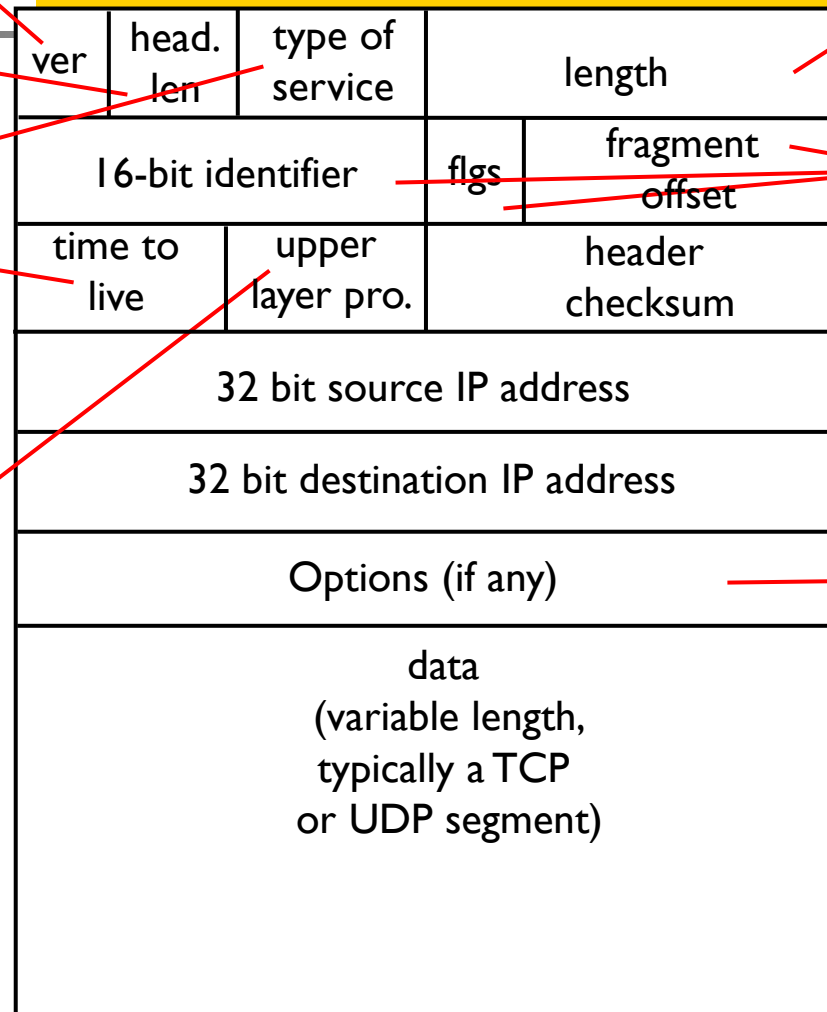 ver
head.
len
type of
service
length
16-bit identifier
flgs
fragment
offset
time to
live
upper
layer pro.
header
checksum
32 bit source IP address
32 bit destination IP address
Options (if any)
data
(variable length,
typically a TCP
or UDP segment)